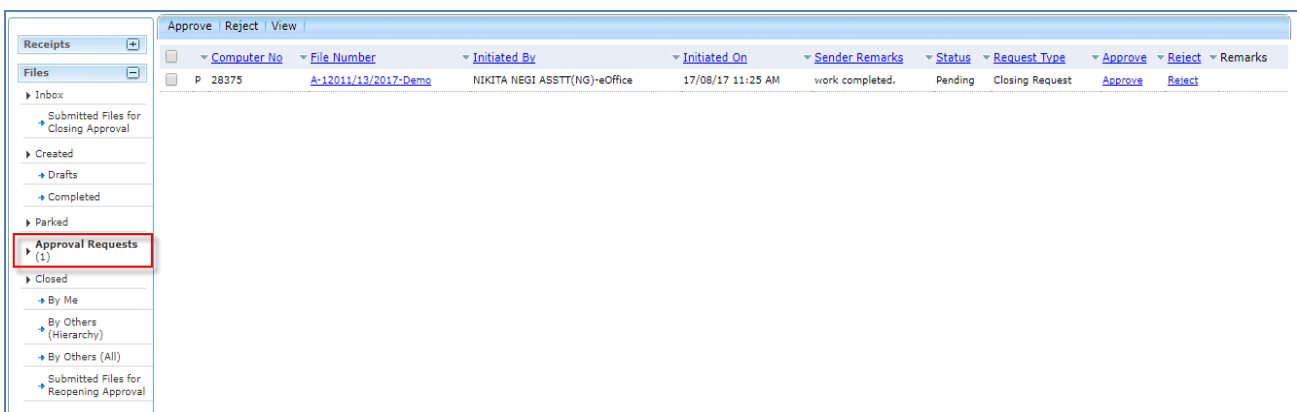 Approve | Reject | View |
Receipts
Files
Inbox
Submitted Files for
Closing Approval
Created
Drafts
Completed
Parked
Approval Requests
(1)
Closed
By Me
By Others
(Hierarchy)
By Others (All)
Submitted Files for
Reopening Approval
Computer No File Number Initiated By Initiated On Sender Remarks Status Request Type Approve Reject Remarks
P 28375 A-12011/13/2017-Demo NIKITA NEGI ASSTT(NG)-eOffice 17/08/17 11:25 AM work completed. Pending Closing Request Approve Reject